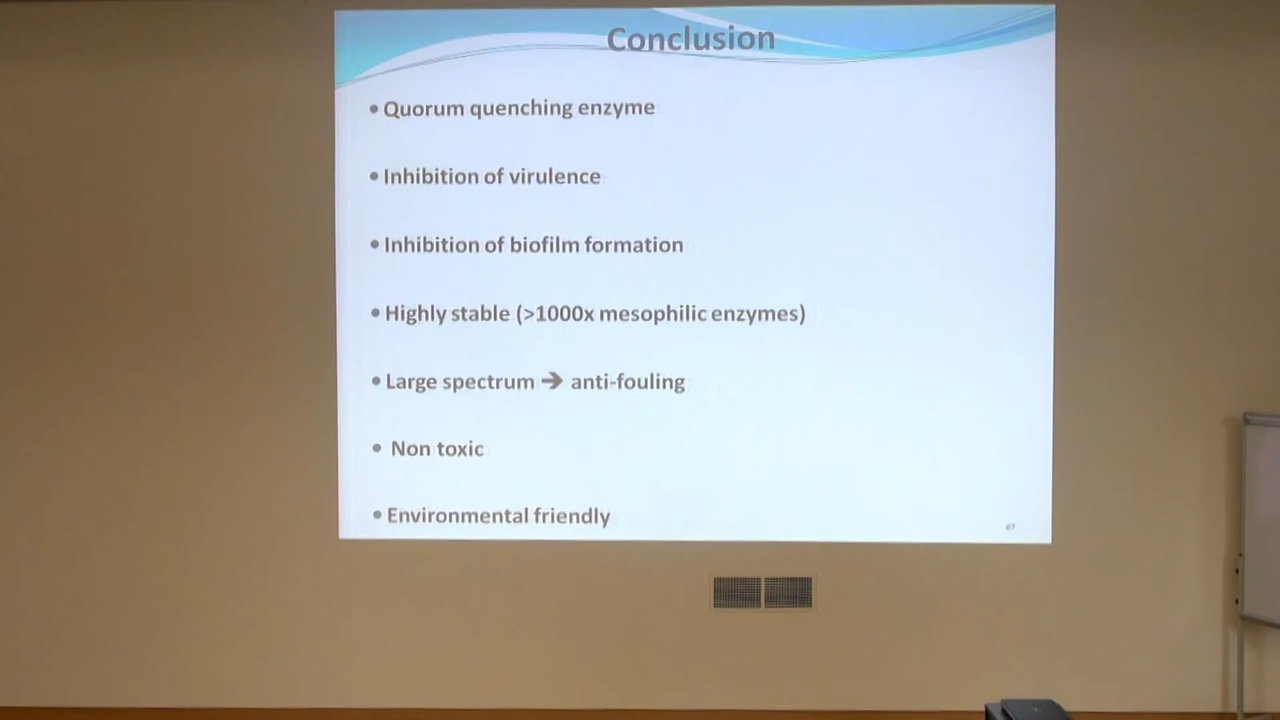 Conclusion
• Quorum quenching enzyme
• Inhibition of virulence
• Inhibition of biofilm formation
• Highly stable (>1000x mesophilic enzymes)
• Large spectrum ➔ anti-fouling
• Non toxic
• Environmental friendly
67